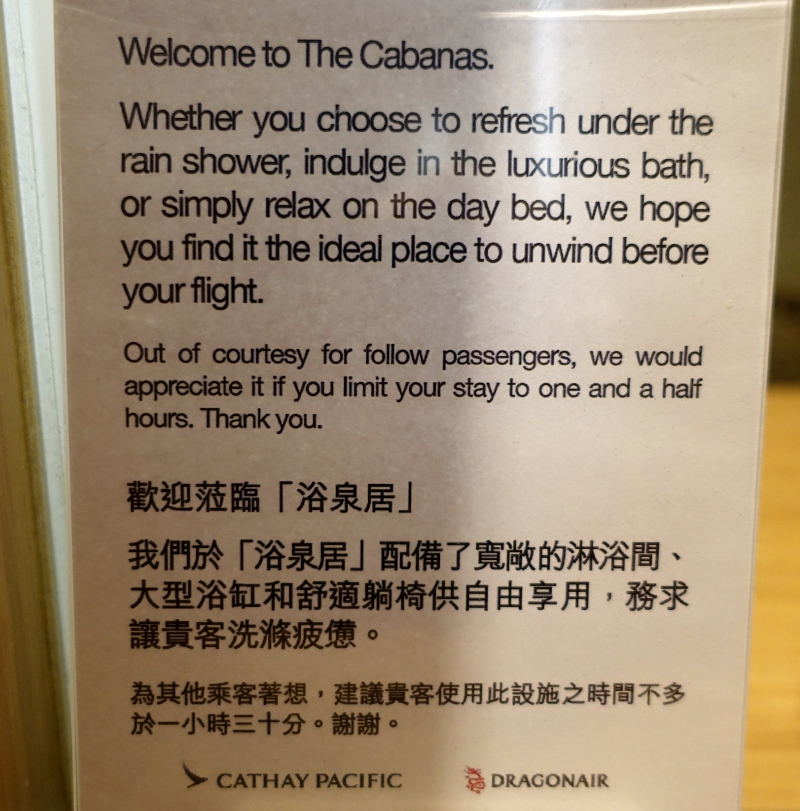 Welcome to The Cabanas.
Whether you choose to refresh under the
rain shower, indulge in the luxurious bath,
or simply relax on the day bed, we hope
you find it the ideal place to unwind before
your flight.
Out of courtesy for follow passengers, we would
appreciate it if you limit your stay to one and a half
hours. Thank you.
歡迎蒞臨「浴泉居」
我們於「浴泉居」配備了寬敞的淋浴間、
大型浴缸和舒適躺椅供自由享用，務求
讓貴客洗滌疲憊。
為其他乘客著想，建議貴客使用此設施之時間不多
於一小時三十分。謝謝。
CATHAY PACIFIC DRAGONAIR